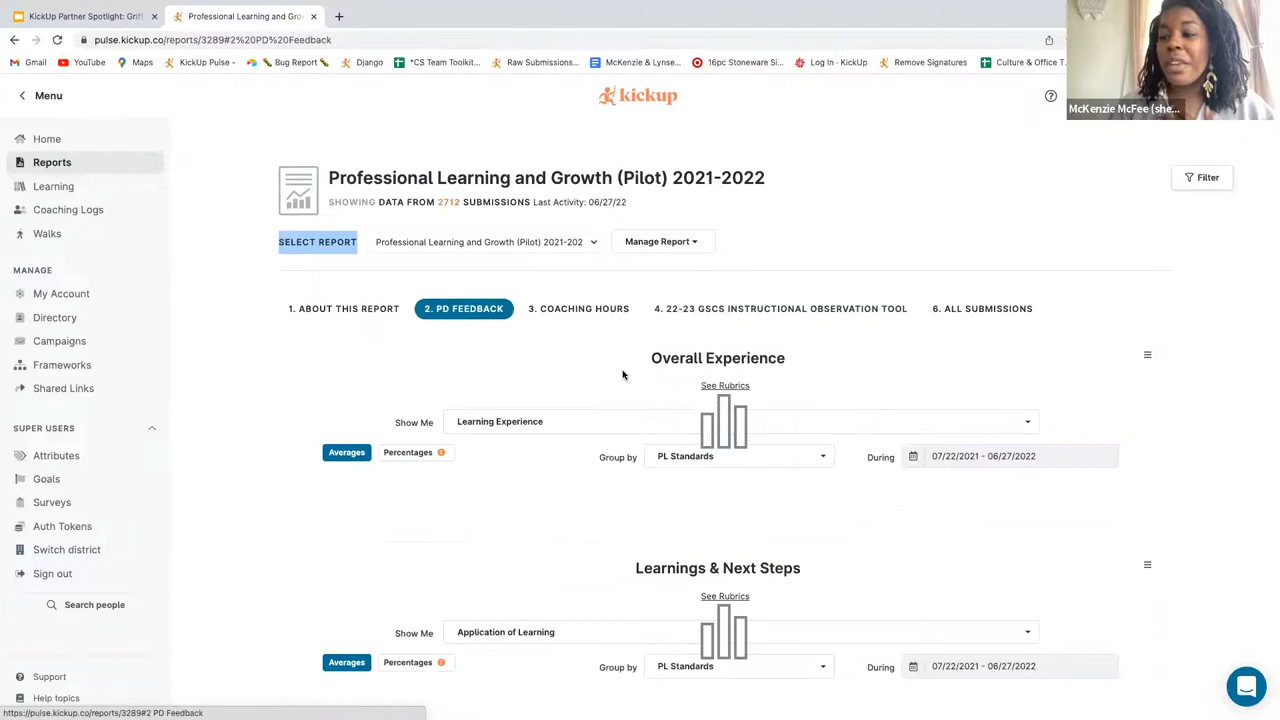 KickUp Partner Spotlight: Grif
Professional Learning and Gro
pulse.kickup.co/reports/3289#2%20PD%20Feedback
Gmail YouTube Maps KickUp Pulse - Bug Report Django *CS Team Toolkit... Raw Submissions... McKenzie & Lynse... 16pc Stoneware Si... Log In · KickUp Remove Signatures Culture & Office T...
McKenzie McFee (she...
Menu
kickup
Home
Reports
Learning
Coaching Logs
Walks
MANAGE
My Account
Directory
Campaigns
Frameworks
Shared Links
SUPER USERS
Attributes
Goals
Surveys
Auth Tokens
Switch district
Sign out
Search people
Support
Help topics
https://pulse.kickup.co/reports/3289#2 PD Feedback
Professional Learning and Growth (Pilot) 2021-2022
Filter
SHOWING DATA FROM 2712 SUBMISSIONS Last Activity: 06/27/22
SELECT REPORT Professional Learning and Growth (Pilot) 2021-202 Manage Report
1. ABOUT THIS REPORT 2. PD FEEDBACK 3. COACHING HOURS 4. 22-23 GSCS INSTRUCTIONAL OBSERVATION TOOL 6. ALL SUBMISSIONS
Overall Experience
See Rubrics
Show Me Learning Experience
Averages Percentages Group by PL Standards During 07/22/2021 - 06/27/2022
Learnings & Next Steps
See Rubrics
Show Me Application of Learning
Averages Percentages Group by PL Standards During 07/22/2021 - 06/27/2022